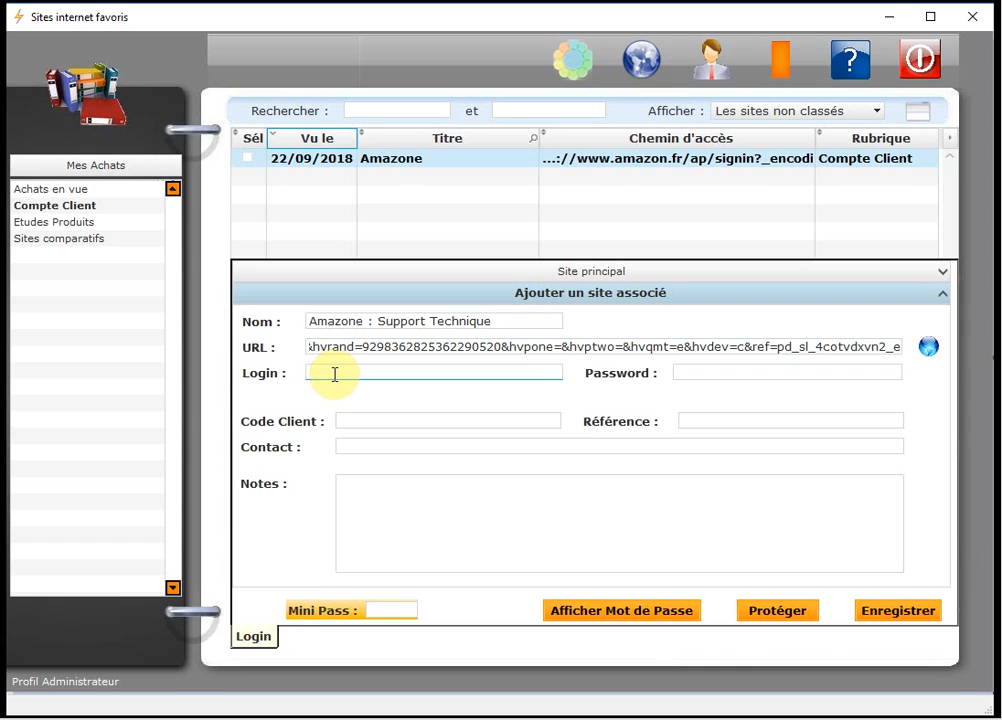 Sites internet favoris
Rechercher :
et
Afficher : Les sites non classés
Mes Achats
Achats en vue
Compte Client
Etudes Produits
Sites comparatifs
Sél Vu le Titre Chemin d'accès Rubrique
22/09/2018 Amazone ...://www.amazon.fr/ap/signin?_encodi Compte Client
Site principal
Ajouter un site associé
Nom : Amazone : Support Technique
URL : &hvrand=9298362825362290520&hvpone=&hvptwo=&hvqmt=e&hvdev=c&ref=pd_sl_4cotvdxvn2_e
Login : Password :
Code Client : Référence :
Contact :
Notes :
Mini Pass : Afficher Mot de Passe Protéger Enregistrer
Login
Profil Administrateur